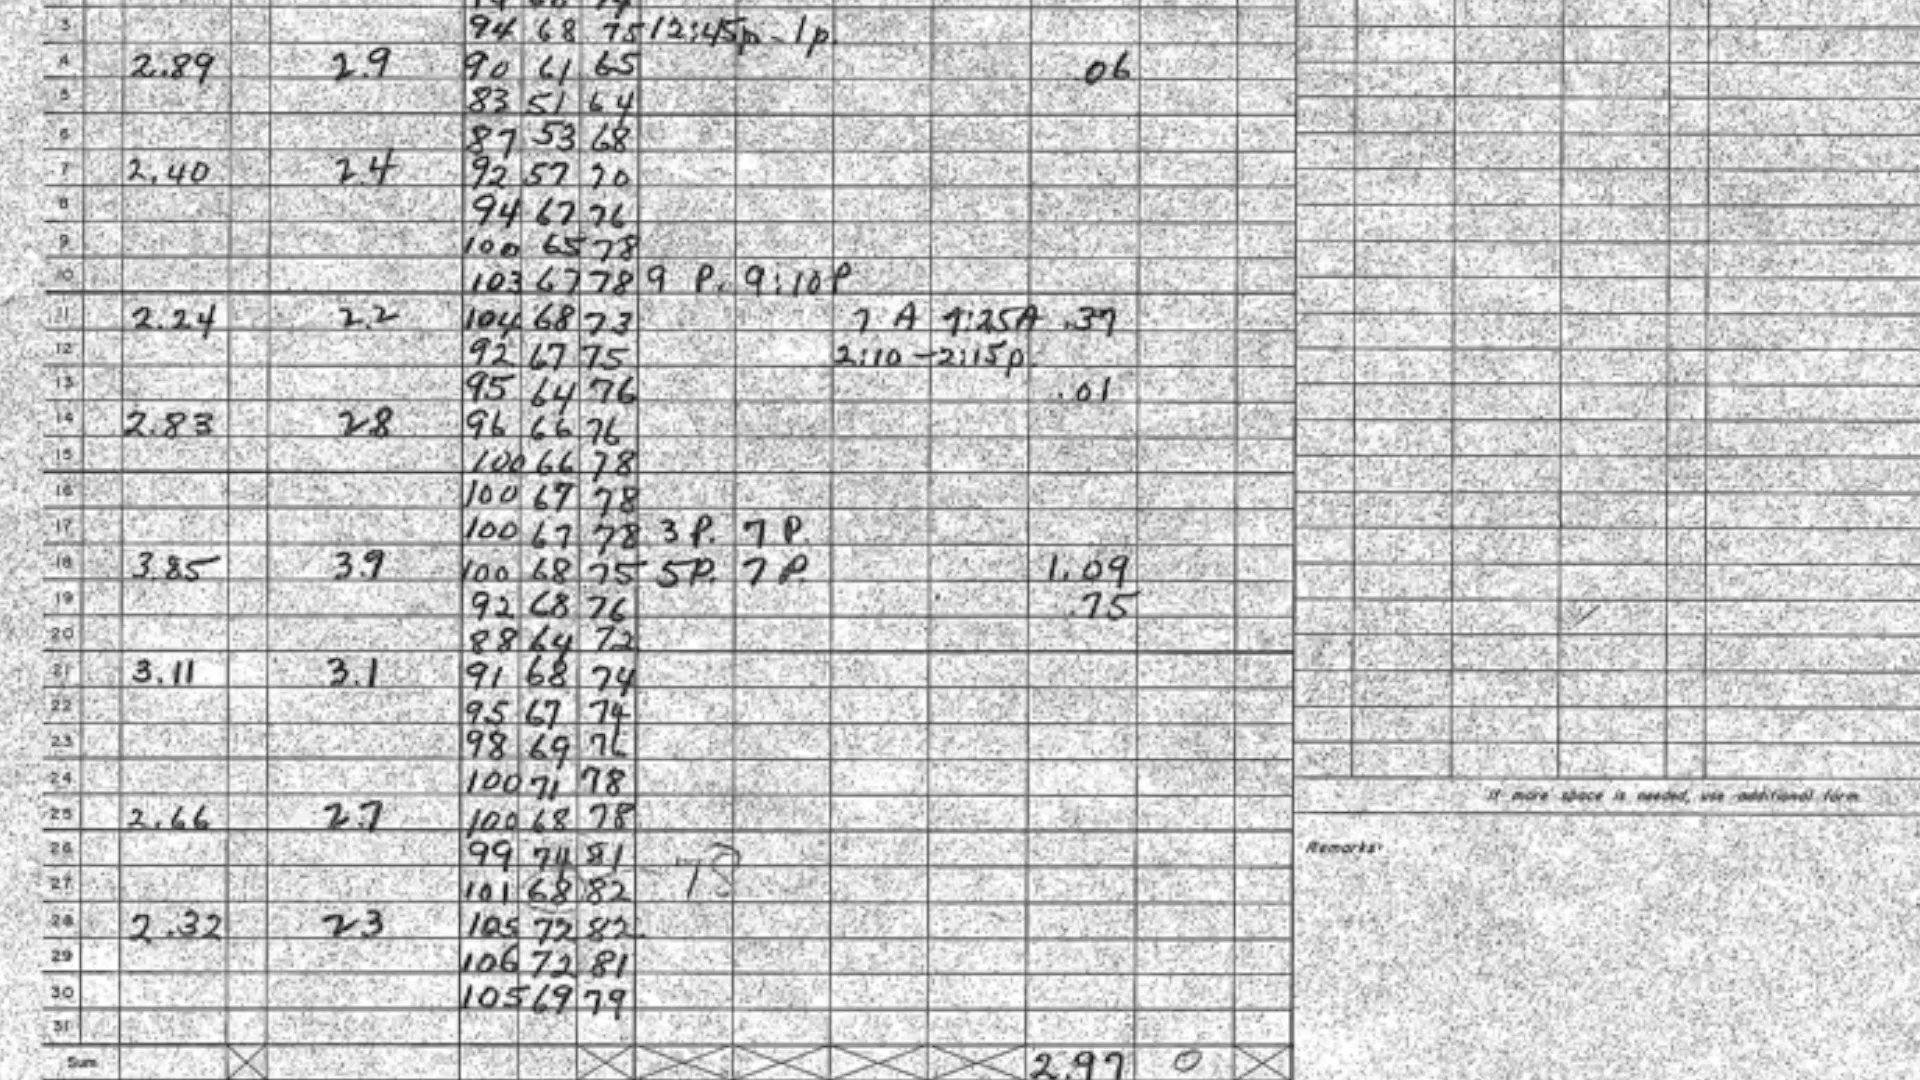 3 94 68 75 12:45p - 1p.
4 2.89 2.9 90 61 65 .06
5 83 51 64
6 87 53 68
7 2.40 2.4 92 57 70
8 94 67 76
9 100 65 78
10 103 67 78 9 P. 9:10P
11 2.24 2.2 104 68 73 7 A 9:25A .37
12 92 67 75 2:10 - 2:15p.
13 95 64 76 .01
14 2.83 2.8 96 66 76
15 100 66 78
16 100 67 78
17 100 67 78 3 P. 7 P.
18 3.85 3.9 100 68 75 5P. 7 P.  1.09
19 92 68 76 .75
20 88 64 72
21 3.11 3.1 91 68 74
22 95 67 74
23 98 69 76
24 100 71 78
25 2.66 2.7 100 68 78
26 99 74 81
27 101 68 82
28 2.32 2.3 105 72 82
29 106 72 81
30 105 69 79
31
Sum 2.97 0
If more space is needed, use additional form
Remarks: